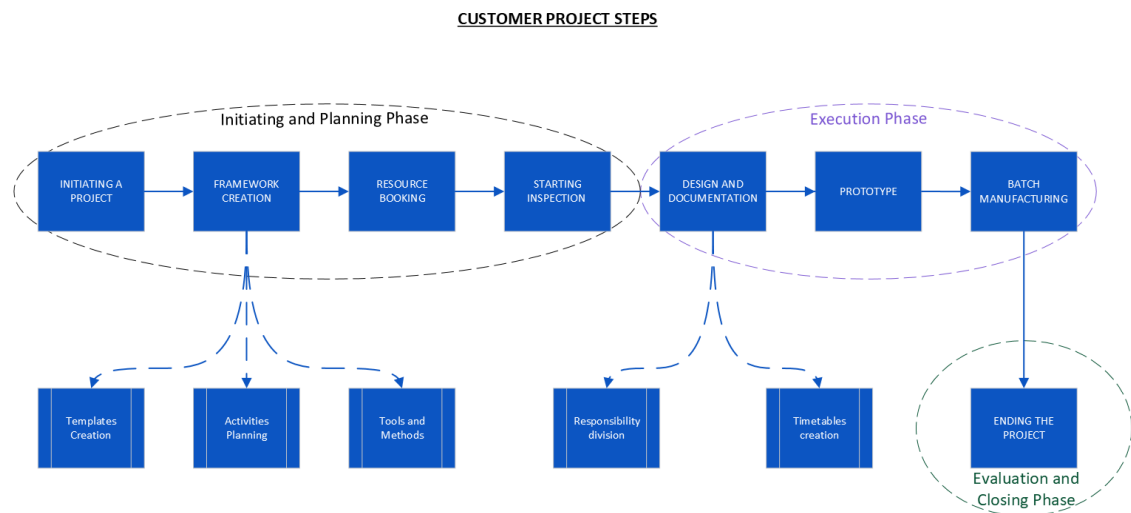 CUSTOMER PROJECT STEPS
Initiating and Planning Phase
Execution Phase
INITIATING A
PROJECT
FRAMEWORK
CREATION
RESOURCE
BOOKING
STARTING
INSPECTION
DESIGN AND
DOCUMENTATION
PROTOTYPE
BATCH
MANUFACTURING
Templates
Creation
Activities
Planning
Tools and
Methods
Responsibility
division
Timetables
creation
ENDING THE
PROJECT
Evaluation and
Closing Phase